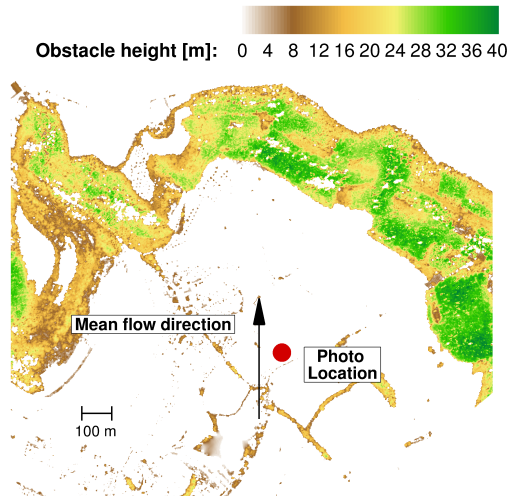 Obstacle height [m]:
0 4 8 12 16 20 24 28 32 36 40
Mean flow direction
Photo
Location
100 m